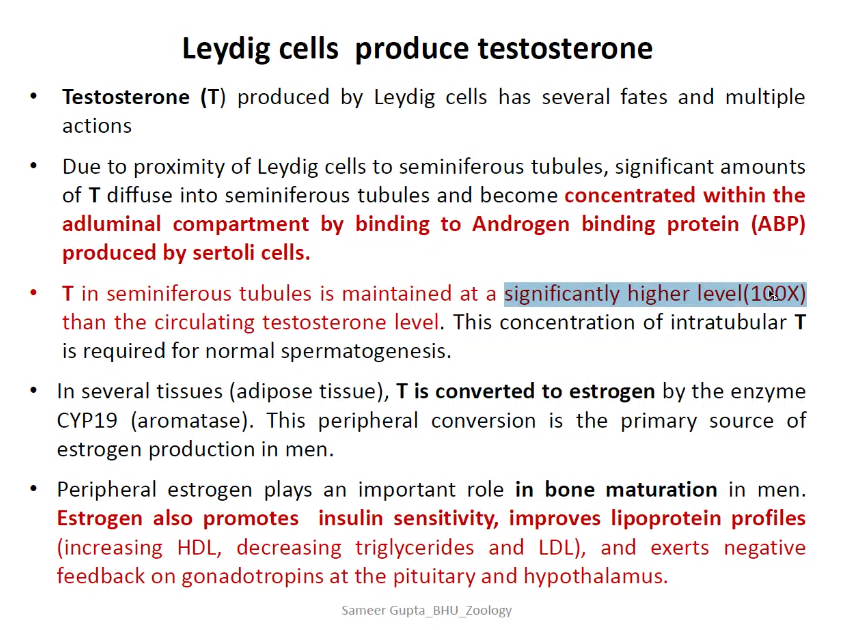 Leydig cells  produce testosterone
• Testosterone (T) produced by Leydig cells has several fates and multiple
actions
• Due to proximity of Leydig cells to seminiferous tubules, significant amounts
of T diffuse into seminiferous tubules and become concentrated within the
adluminal compartment by binding to Androgen binding protein (ABP)
produced by sertoli cells.
• T in seminiferous tubules is maintained at a significantly higher level(100X)
than the circulating testosterone level. This concentration of intratubular T
is required for normal spermatogenesis.
• In several tissues (adipose tissue), T is converted to estrogen by the enzyme
CYP19 (aromatase). This peripheral conversion is the primary source of
estrogen production in men.
• Peripheral estrogen plays an important role in bone maturation in men.
Estrogen also promotes  insulin sensitivity, improves lipoprotein profiles
(increasing HDL, decreasing triglycerides and LDL), and exerts negative
feedback on gonadotropins at the pituitary and hypothalamus.
Sameer Gupta_BHU_Zoology